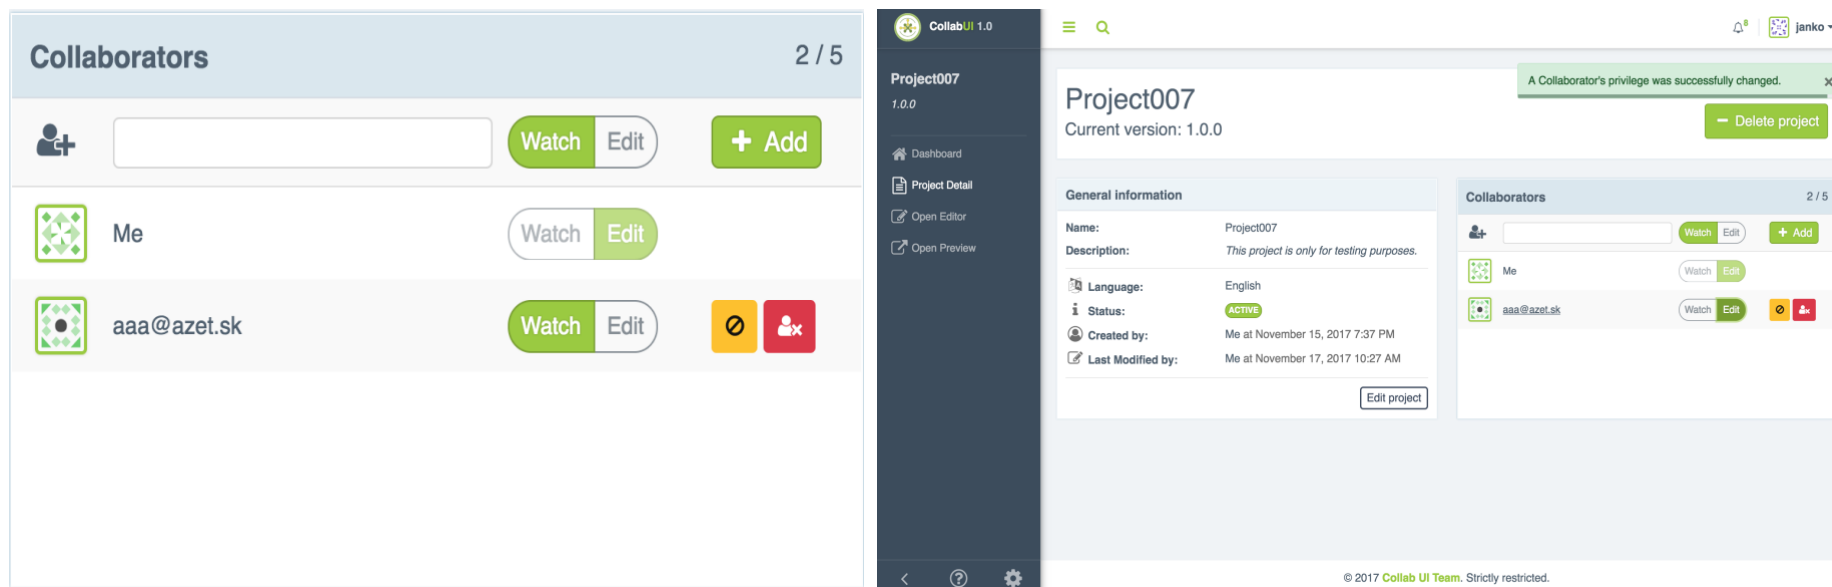 Collaborators 2 / 5
Watch Edit + Add
Me Watch Edit
aaa@azet.sk Watch Edit
CollabUI 1.0
Project007
1.0.0
Dashboard
Project Detail
Open Editor
Open Preview
8 janko
A Collaborator's privilege was successfully changed. ×
Project007
Current version: 1.0.0
− Delete project
General information
Name: Project007
Description: This project is only for testing purposes.
Language: English
Status: ACTIVE
Created by: Me at November 15, 2017 7:37 PM
Last Modified by: Me at November 17, 2017 10:27 AM
Edit project
Collaborators 2 / 5
Watch Edit + Add
Me Watch Edit
aaa@azet.sk Watch Edit
© 2017 Collab UI Team. Strictly restricted.